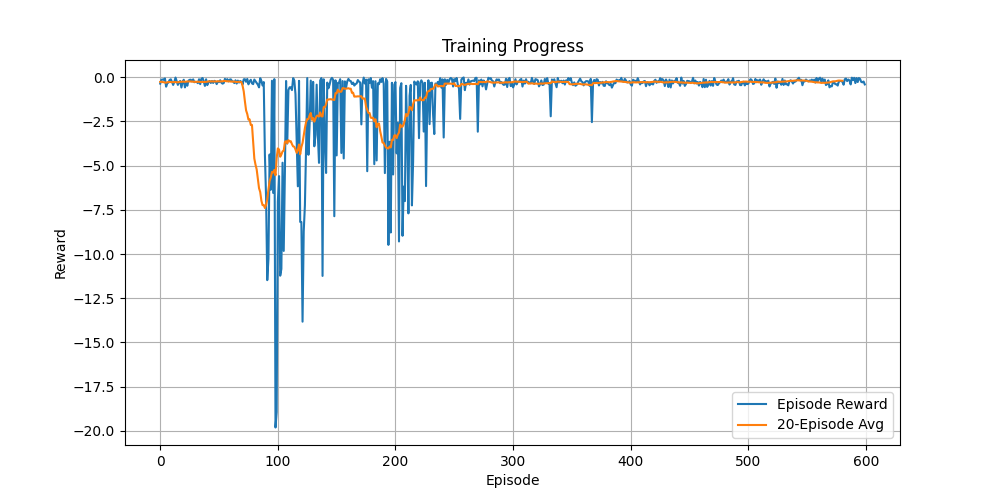 Training Progress
0.0
−2.5
−5.0
−7.5
−10.0
−12.5
−15.0
−17.5
−20.0
Reward
0 100 200 300 400 500 600
Episode
Episode Reward
20-Episode Avg